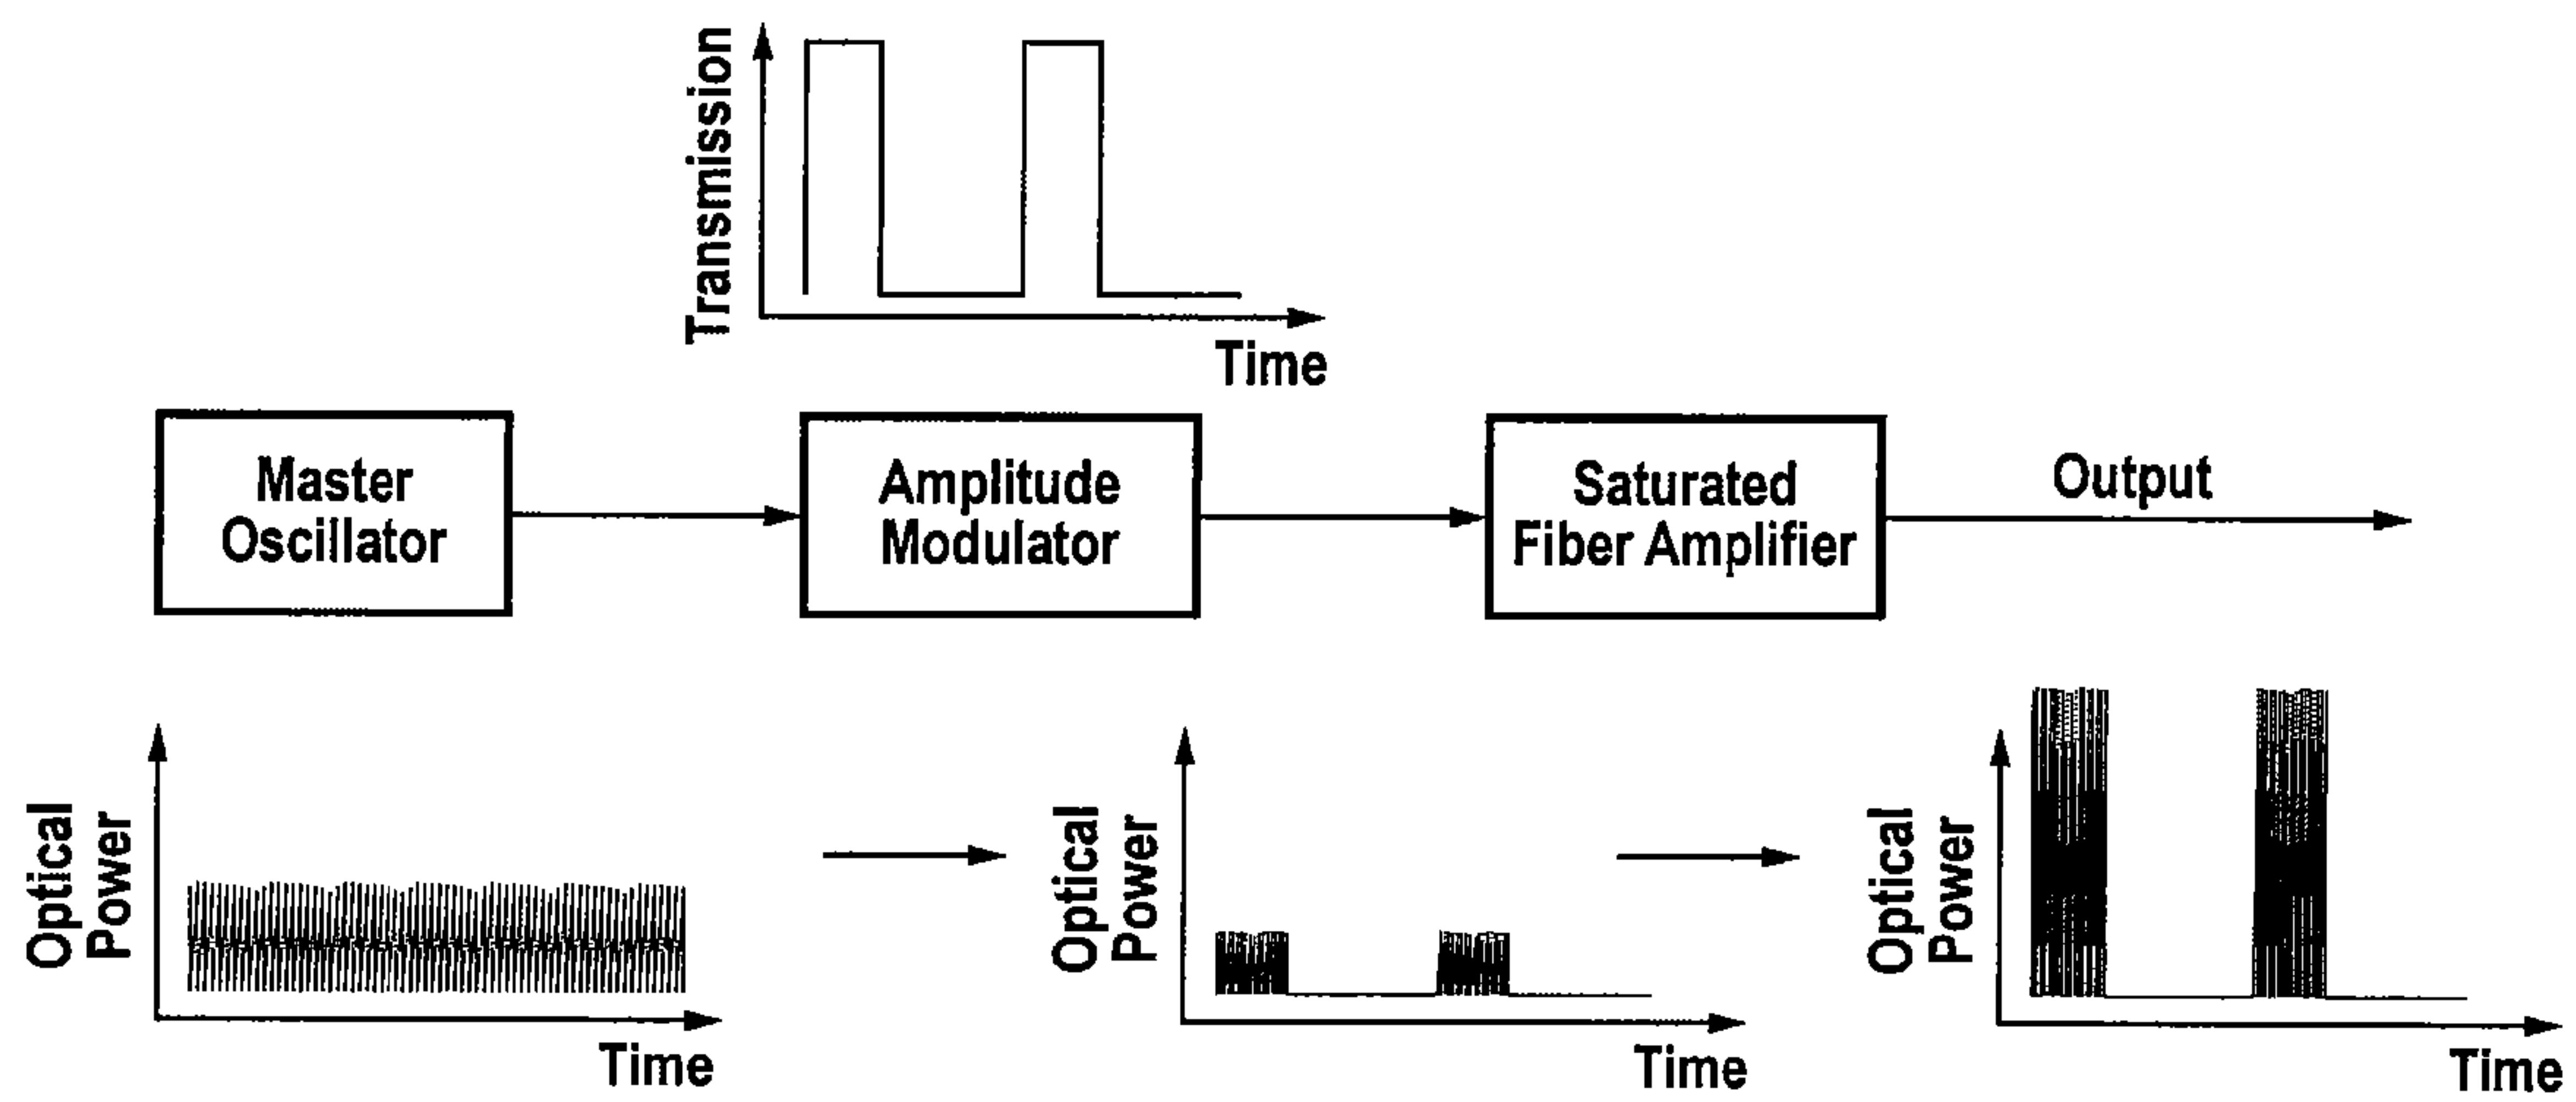 Transmission
Time
Master
Oscillator
Amplitude
Modulator
Saturated
Fiber Amplifier
Output
Optical
Power
Time
Optical
Power
Time
Optical
Power
Time